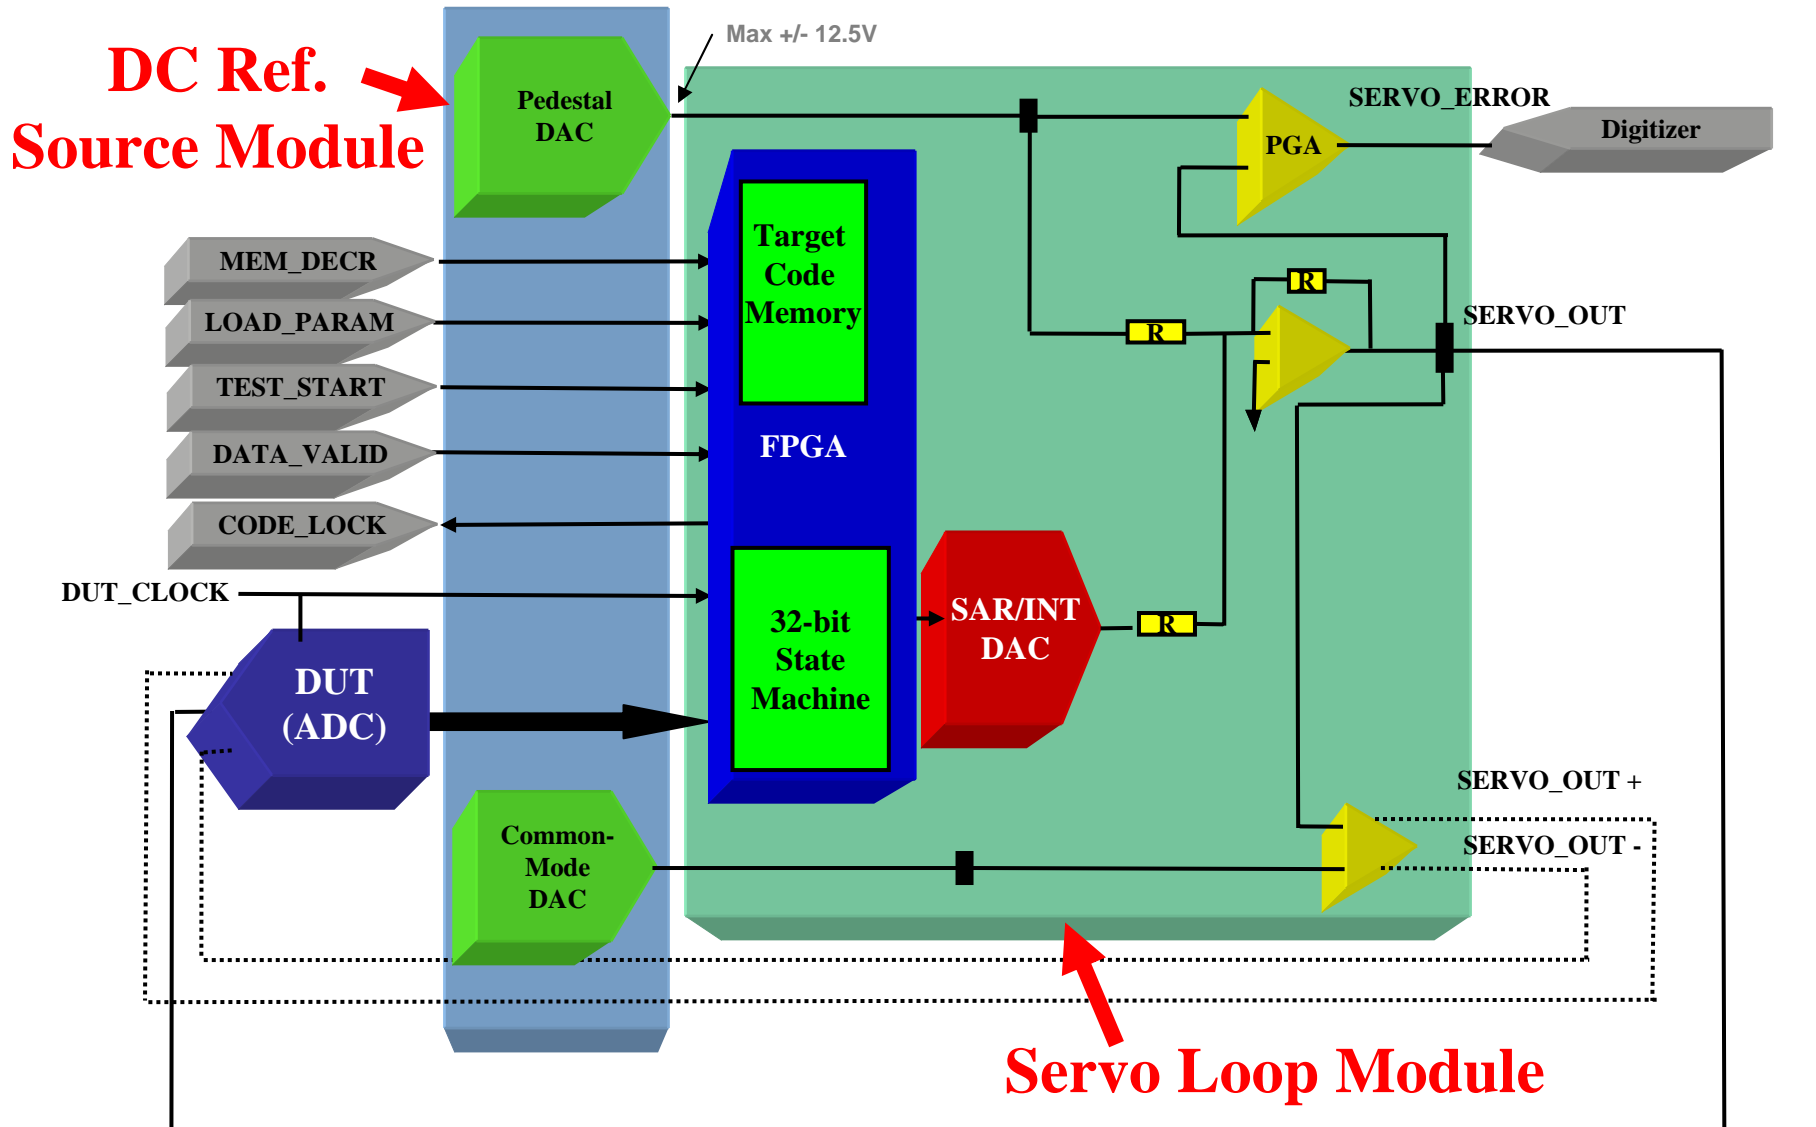 Max +/- 12.5V
DC Ref.
Source Module
Pedestal
DAC
SERVO_ERROR
Digitizer
PGA
MEM_DECR
LOAD_PARAM
TEST_START
DATA_VALID
CODE_LOCK
DUT_CLOCK
Target
Code
Memory
FPGA
32-bit
State
Machine
R
R
SERVO_OUT
SAR/INT
DAC
R
DUT
(ADC)
Common-
Mode
DAC
SERVO_OUT +
SERVO_OUT -
Servo Loop Module